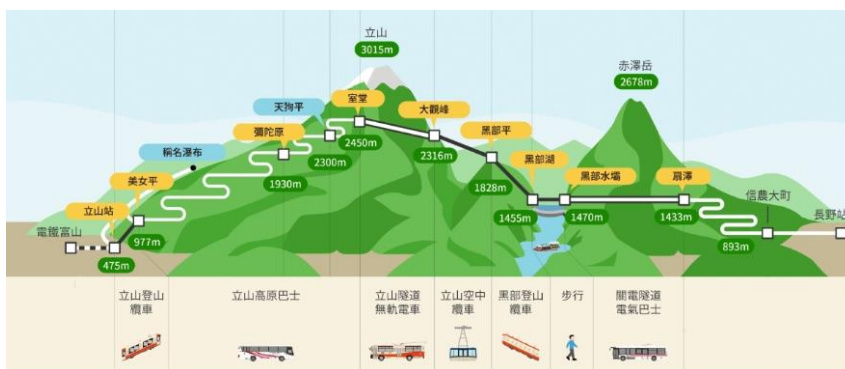 立山
3015m
赤澤岳
2678m
天狗平
室堂
大觀峰
彌陀原
黑部平
2450m
稱名瀑布
2300m
2316m
黑部湖
美女平
1930m
1828m
黑部水壩
扇澤
信濃大町
立山站
長野站
電鐵富山
977m
1455m
1470m
1433m
475m
893m
立山登山
纜車
立山高原巴士
立山隧道
無軌電車
立山空中
纜車
黑部登山
纜車
步行
關電隧道
電氣巴士